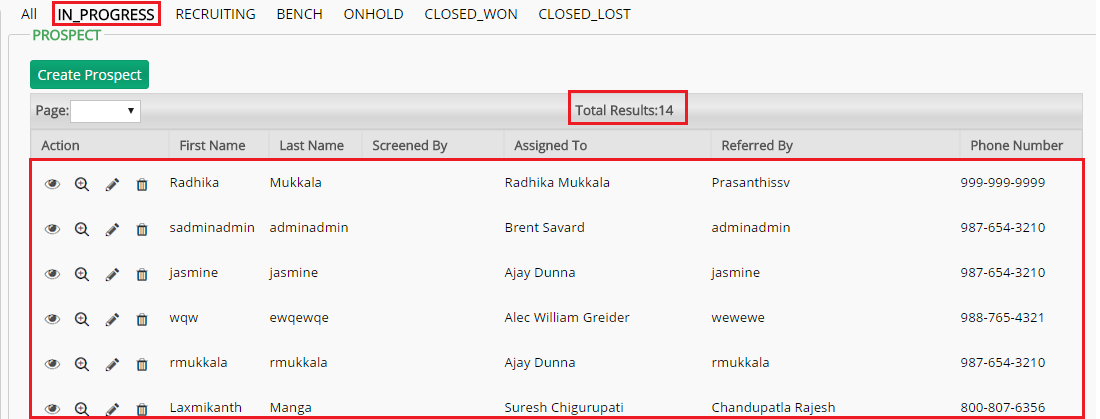 All IN_PROGRESS RECRUITING BENCH ONHOLD CLOSED_WON CLOSED_LOST
PROSPECT
Create Prospect
Page: Total Results:14
Action First Name Last Name Screened By Assigned To Referred By Phone Number
Radhika Mukkala Radhika Mukkala Prasanthissv 999-999-9999
sadminadmin adminadmin Brent Savard adminadmin 987-654-3210
jasmine jasmine Ajay Dunna jasmine 987-654-3210
wqw ewqewqe Alec William Greider wewewe 988-765-4321
rmukkala rmukkala Ajay Dunna rmukkala 987-654-3210
Laxmikanth Manga Suresh Chigurupati Chandupatla Rajesh 800-807-6356